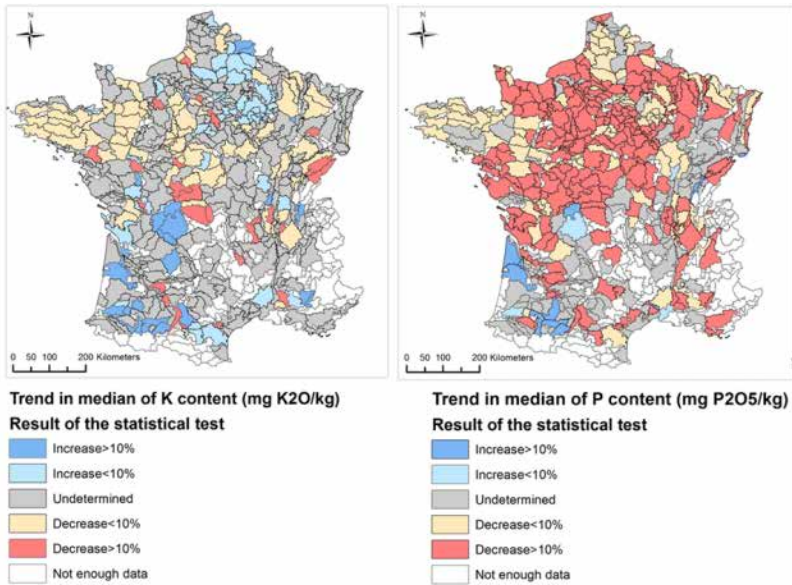 N
N
0 50 100 200 Kilometers
0 50 100 200 Kilometers
Trend in median of K content (mg K2O/kg)
Result of the statistical test
Increase>10%
Increase<10%
Undetermined
Decrease<10%
Decrease>10%
Not enough data
Trend in median of P content (mg P2O5/kg)
Result of the statistical test
Increase>10%
Increase<10%
Undetermined
Decrease<10%
Decrease>10%
Not enough data